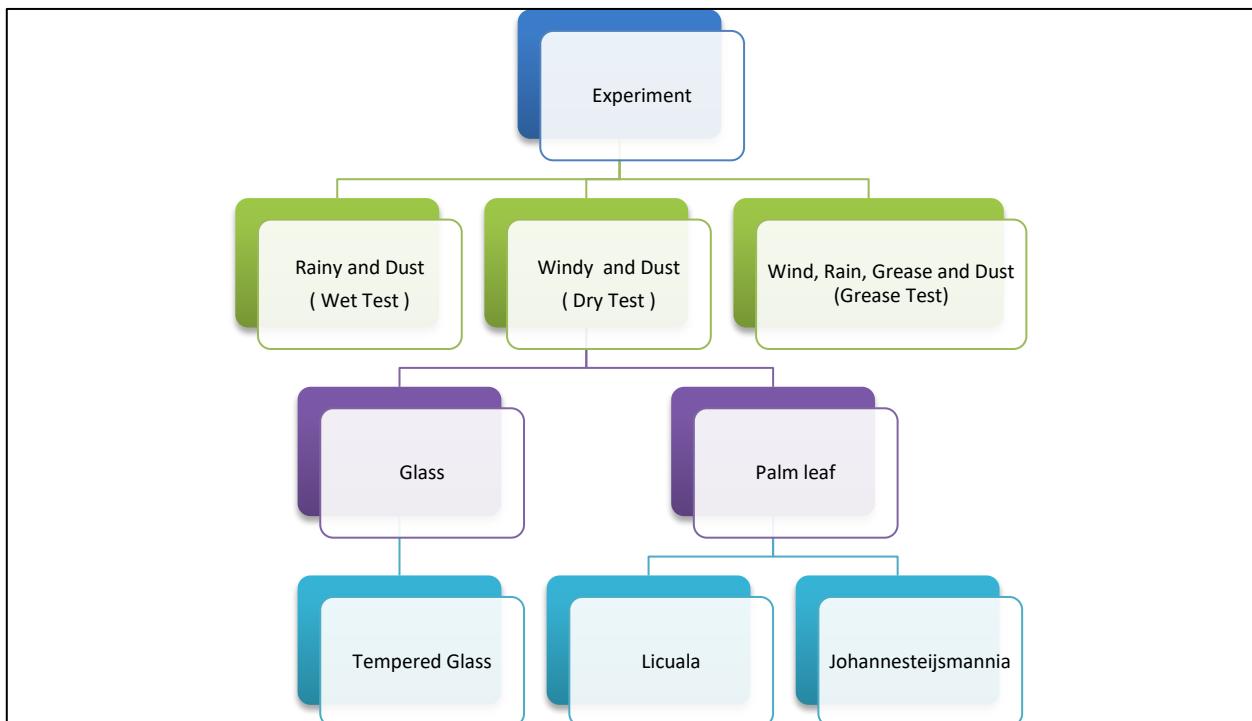 Experiment
Rainy and Dust
( Wet Test )
Windy and Dust
( Dry Test )
Wind, Rain, Grease and Dust
(Grease Test)
Glass
Palm leaf
Tempered Glass
Licuala
Johannesteijsmannia